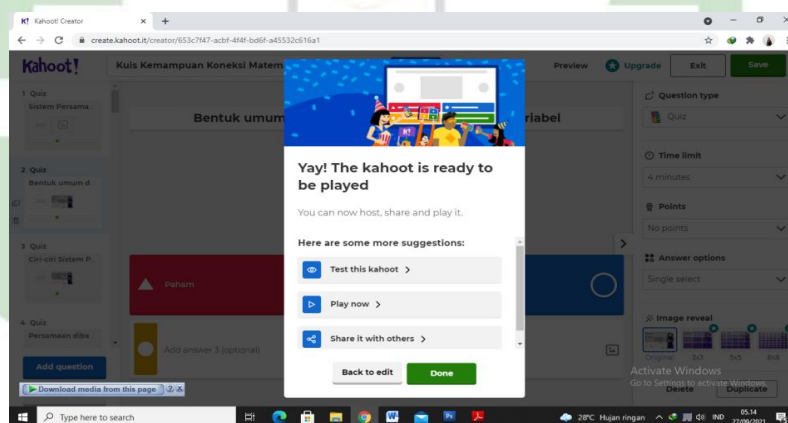 Kahoot! Creator
create.kahoot.it/creator/653c7f47-acbf-4f4f-bd6f-a45532c616a1
Kahoot!
Kuis Kemampuan Koneksi Matem
Preview
Upgrade
Exit
Save
1 Quiz
Sistem Persama...
2 Quiz
Bentuk umum d...
3 Quiz
Ciri-ciri Sistem P...
4 Quiz
Persamaan diba...
Add question
Download media from this page
Bentuk umum
riabel
Paham
Add answer 3 (optional)
Yay! The kahoot is ready to
be played
You can now host, share and play it.
Here are some more suggestions:
Test this kahoot >
Play now >
Share it with others >
Back to edit
Done
Question type
Quiz
Time limit
4 minutes
Points
No points
Answer options
Single select
Image reveal
Original
3x3
5x5
8x8
Activate Windows
Go to Settings to activate Windows.
Delete
Duplicate
Type here to search
28°C Hujan ringan
IND
05.14
27/09/2021